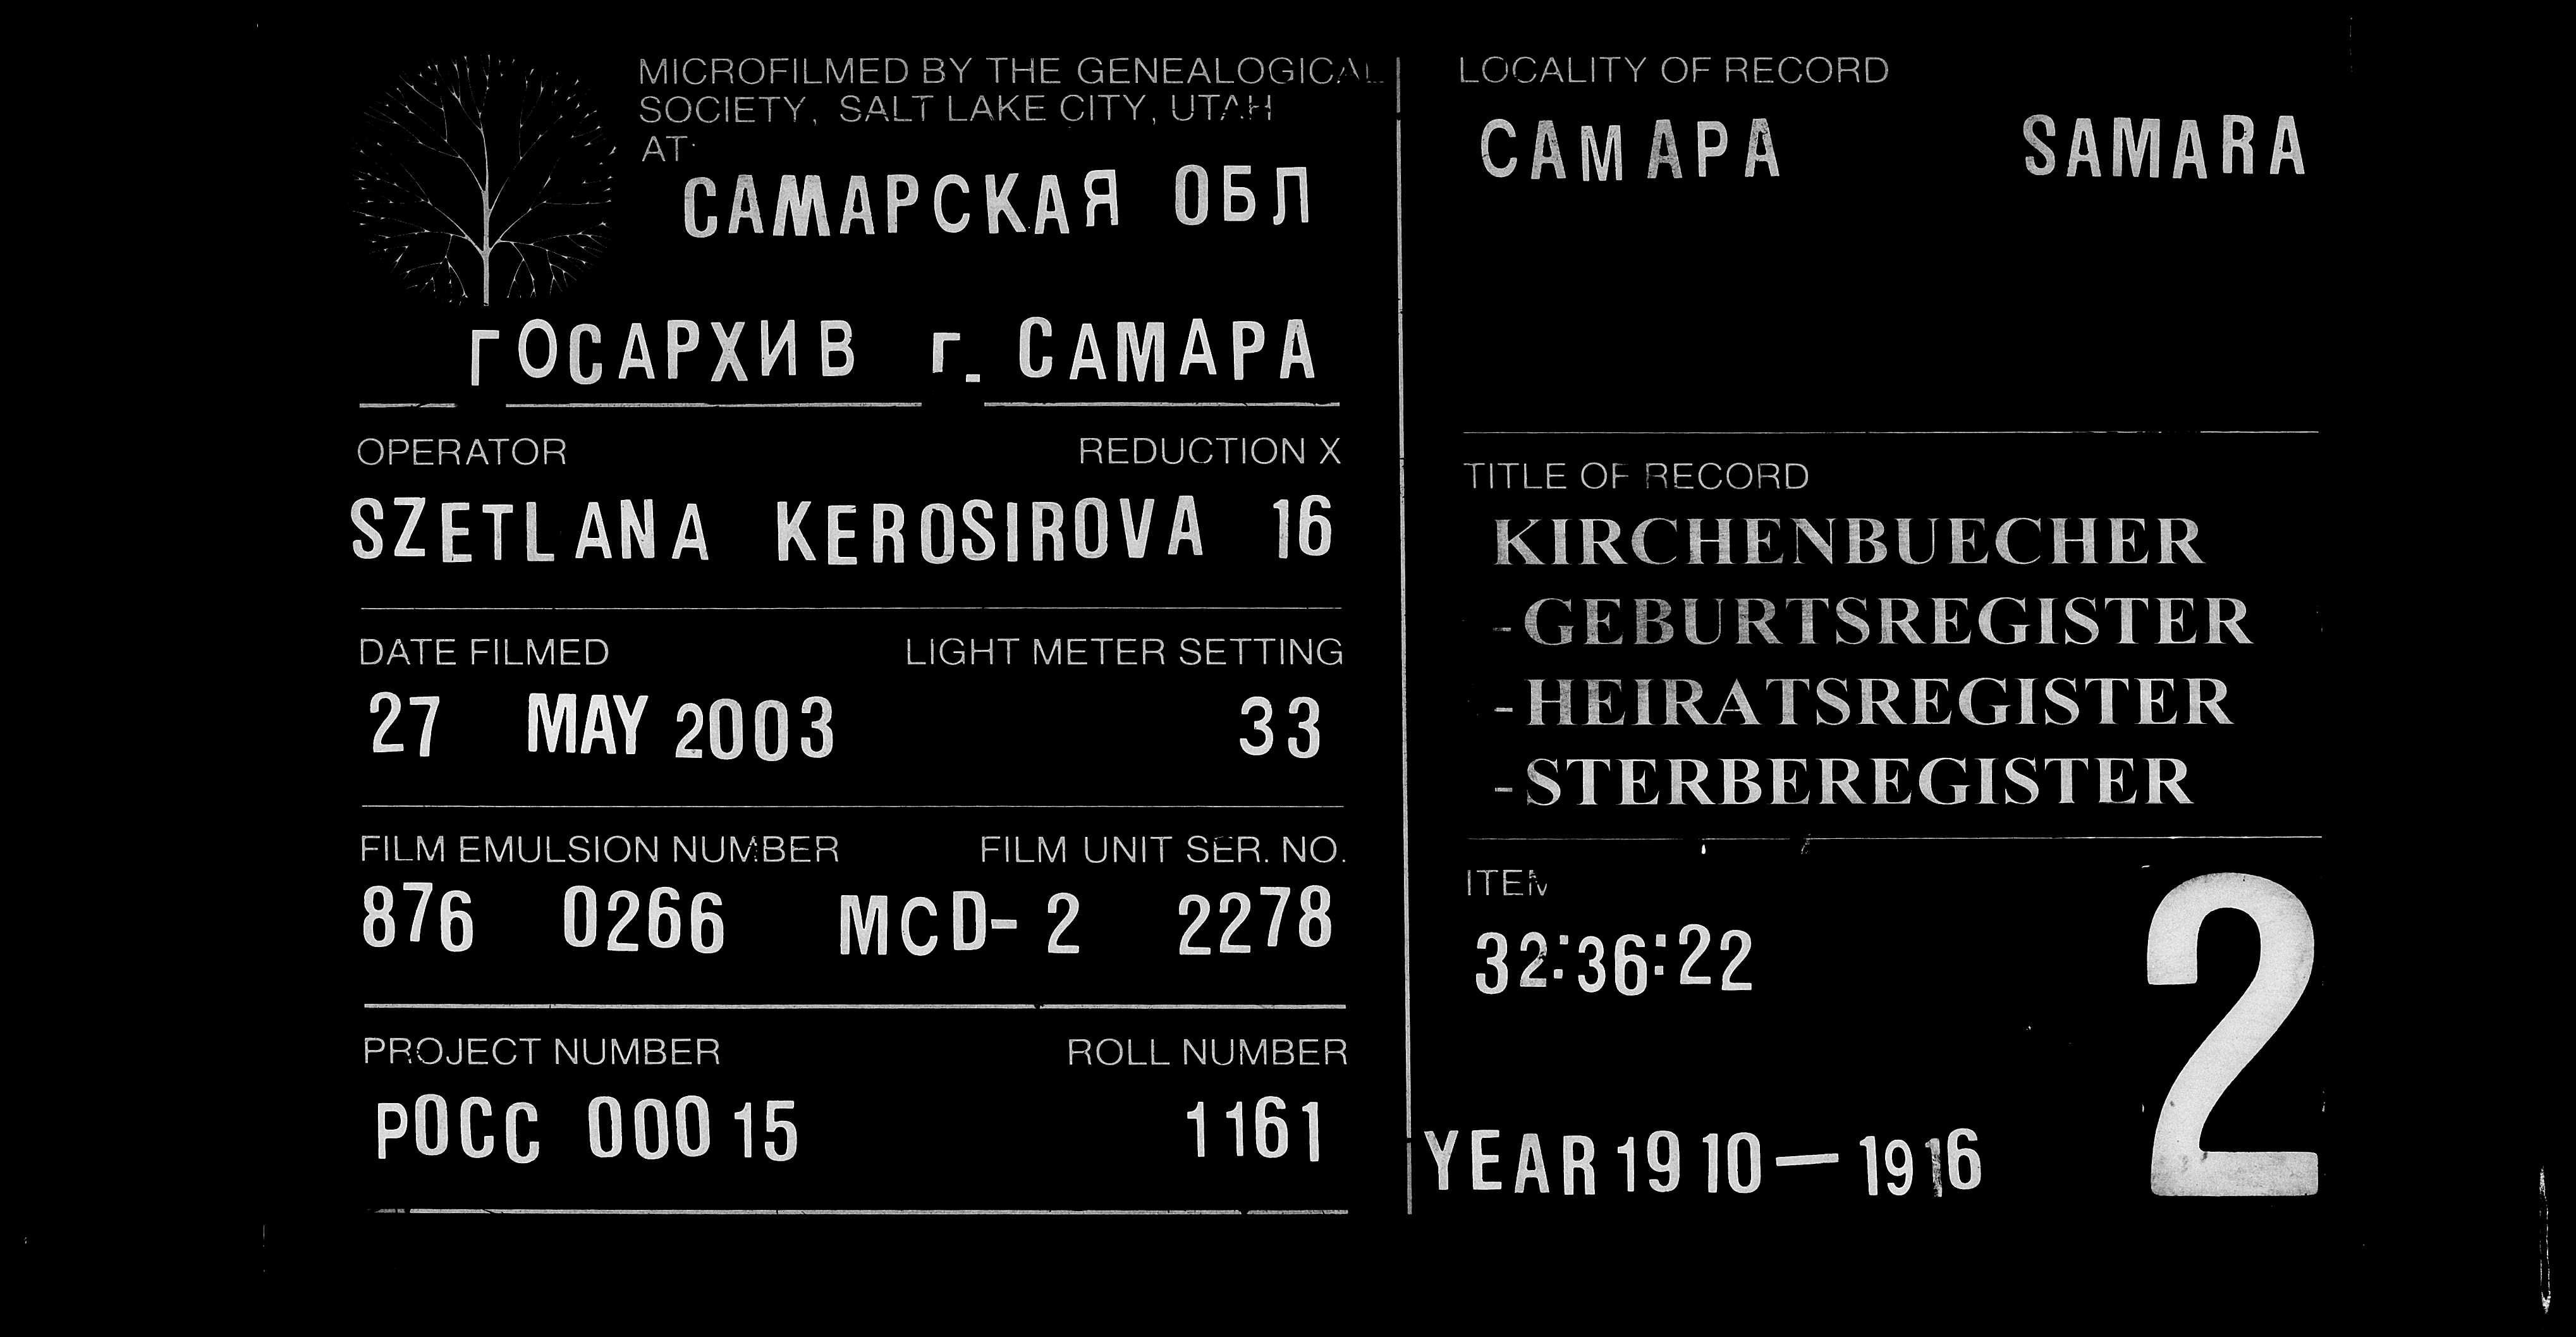 MICROFILMED BY THE GENEALOGICAL
SOCIETY, SALT LAKE CITY, UTAH
AT:
САМАРСКАЯ ОБЛ
ГОСАРХИВ г. САМАРА
OPERATOR REDUCTION X
SZETLANA KEROSIROVA 16
DATE FILMED LIGHT METER SETTING
27 MAY 2003 33
FILM EMULSION NUMBER FILM UNIT SER. NO.
876 0266 MCD-2 2278
PROJECT NUMBER ROLL NUMBER
РОСС 00015 1161
LOCALITY OF RECORD
САМАРА SAMARA
TITLE OF RECORD
KIRCHENBUECHER
-GEBURTSREGISTER
-HEIRATSREGISTER
-STERBEREGISTER
ITEM
32:36:22
2
YEAR 1910—1916